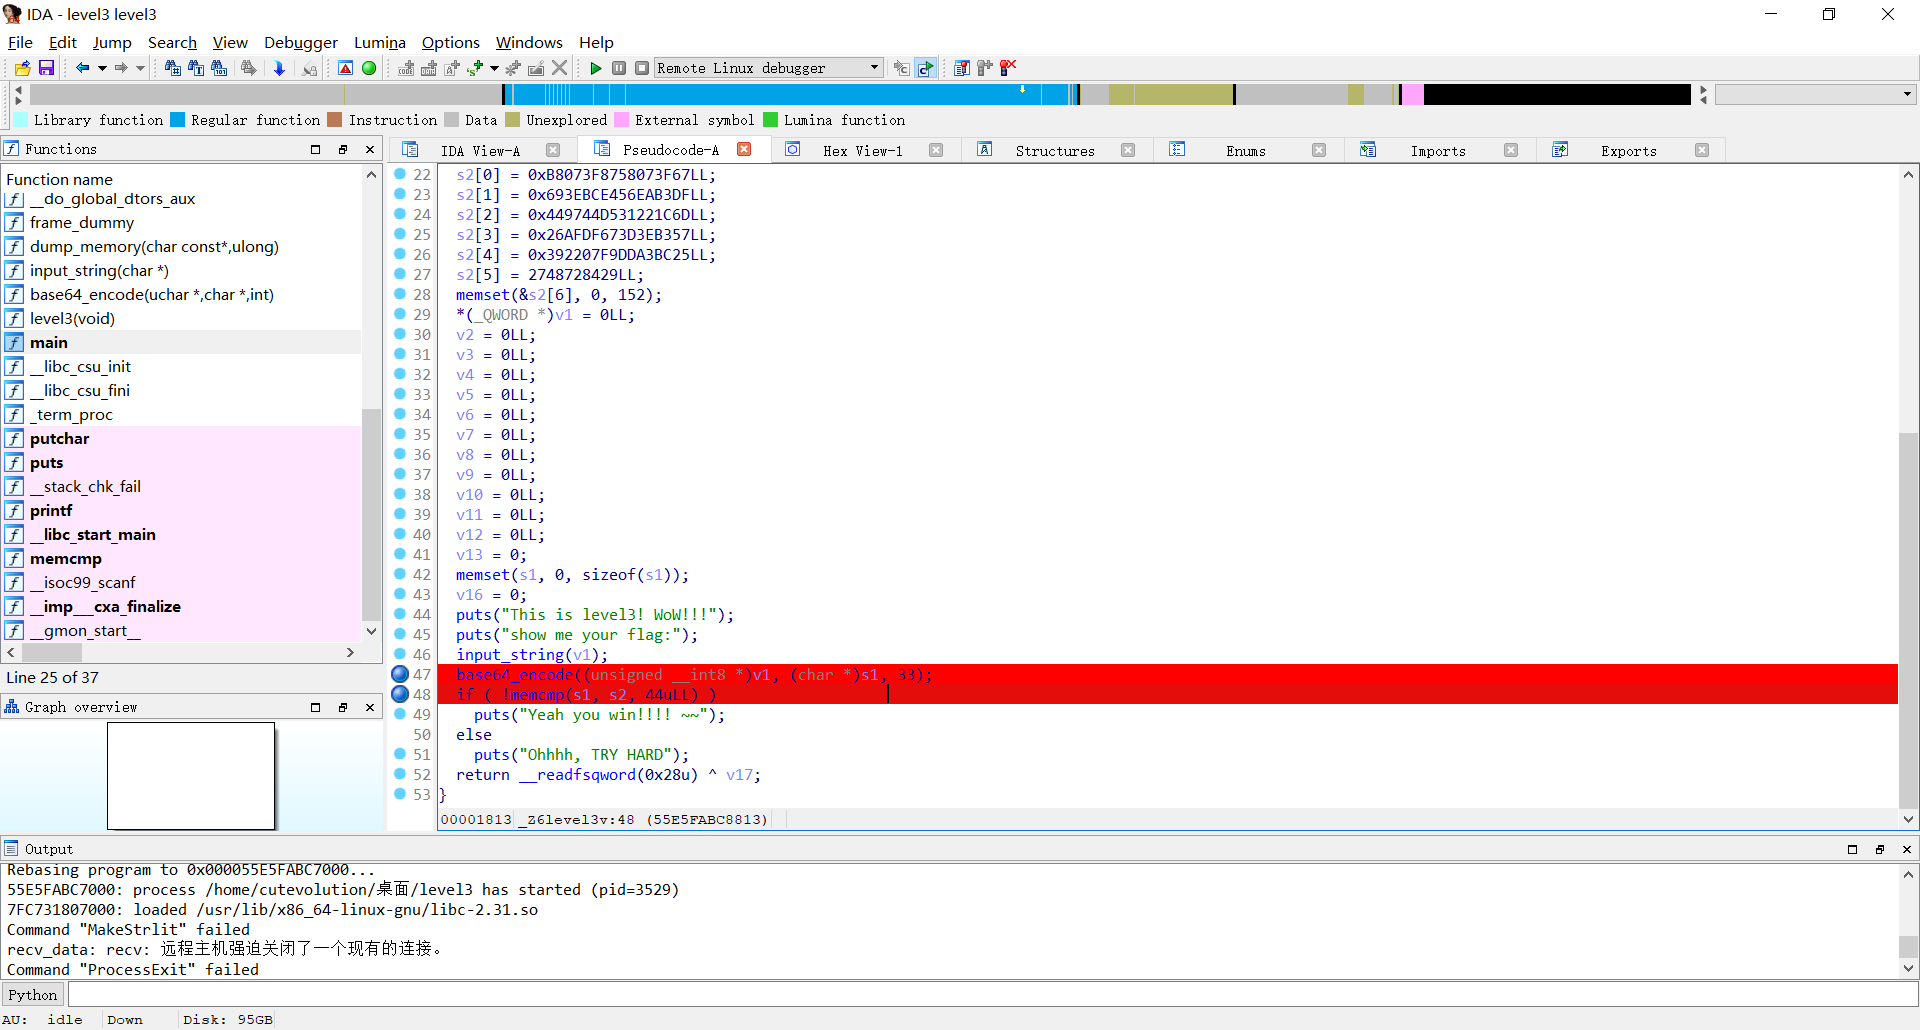 IDA - level3 level3
File Edit Jump Search View Debugger Lumina Options Windows Help
Remote Linux debugger
Library function Regular function Instruction Data Unexplored External symbol Lumina function
Functions
IDA View-A Pseudocode-A Hex View-1 Structures Enums Imports Exports
Function name
__do_global_dtors_aux
frame_dummy
dump_memory(char const*,ulong)
input_string(char *)
base64_encode(uchar *,char *,int)
level3(void)
main
__libc_csu_init
__libc_csu_fini
_term_proc
putchar
puts
__stack_chk_fail
printf
__libc_start_main
memcmp
__isoc99_scanf
__imp___cxa_finalize
__gmon_start__
Line 25 of 37
Graph overview
22 s2[0] = 0xB8073F8758073F67LL;
23 s2[1] = 0x693EBCE456EAB3DFLL;
24 s2[2] = 0x449744D531221C6DLL;
25 s2[3] = 0x26AFDF673D3EB357LL;
26 s2[4] = 0x392207F9DDA3BC25LL;
27 s2[5] = 2748728429LL;
28 memset(&s2[6], 0, 152);
29 *(_QWORD *)v1 = 0LL;
30 v2 = 0LL;
31 v3 = 0LL;
32 v4 = 0LL;
33 v5 = 0LL;
34 v6 = 0LL;
35 v7 = 0LL;
36 v8 = 0LL;
37 v9 = 0LL;
38 v10 = 0LL;
39 v11 = 0LL;
40 v12 = 0LL;
41 v13 = 0;
42 memset(s1, 0, sizeof(s1));
43 v16 = 0;
44 puts("This is level3! WoW!!!");
45 puts("show me your flag:");
46 input_string(v1);
47 base64_encode((unsigned __int8 *)v1, (char *)s1, 33);
48 if ( !memcmp(s1, s2, 44uLL) )
49 puts("Yeah you win!!!! ~~");
50 else
51 puts("Ohhhh, TRY HARD");
52 return __readfsqword(0x28u) ^ v17;
53 }
00001813 _Z6level3v:48 (55E5FABC8813)
Output
Rebasing program to 0x000055E5FABC7000...
55E5FABC7000: process /home/cutevolution/桌面/level3 has started (pid=3529)
7FC731807000: loaded /usr/lib/x86_64-linux-gnu/libc-2.31.so
Command "MakeStrlit" failed
recv_data: recv: 远程主机强迫关闭了一个现有的连接。
Command "ProcessExit" failed
Python
AU: idle Down Disk: 95GB